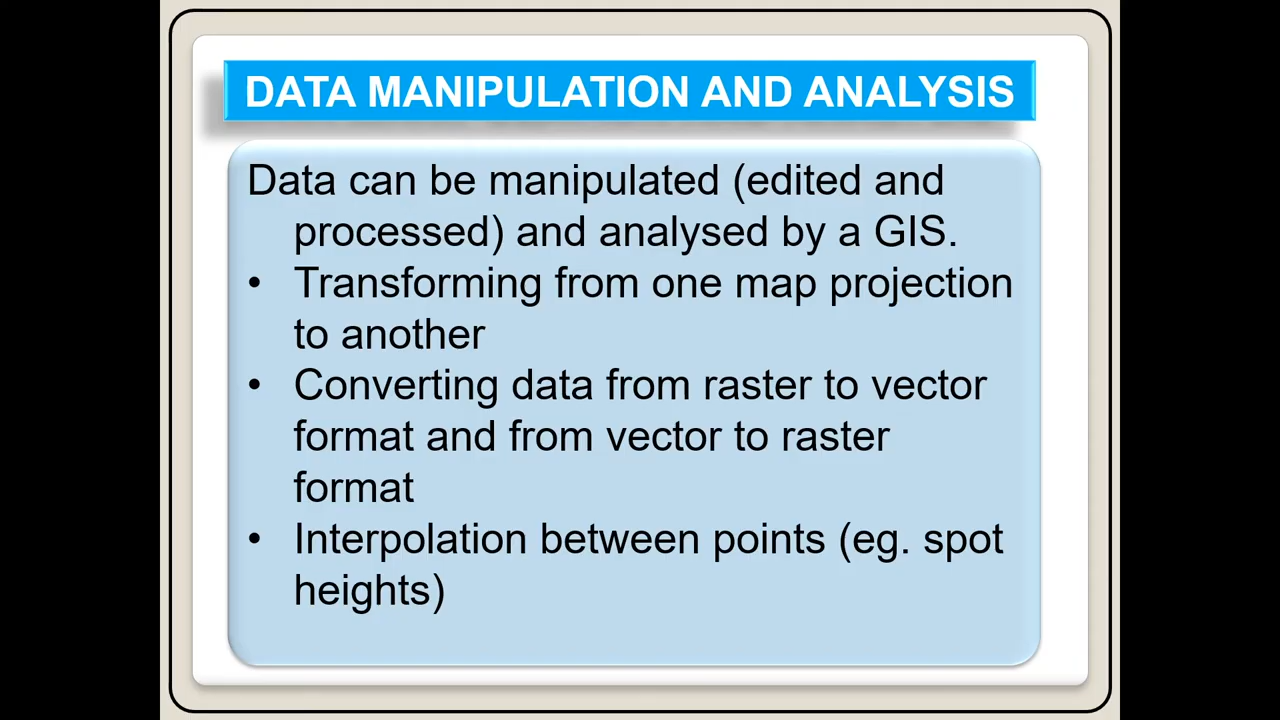 DATA MANIPULATION AND ANALYSIS
Data can be manipulated (edited and
processed) and analysed by a GIS.
• Transforming from one map projection
to another
• Converting data from raster to vector
format and from vector to raster
format
• Interpolation between points (eg. spot
heights)